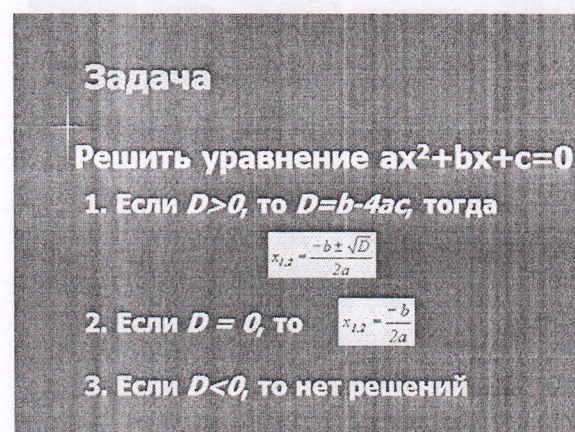 Задача
Решить уравнение ax²+bx+c=0
1. Если D>0, то D=b-4ac, тогда
x₁,₂ = (-b ± √D) / 2a
2. Если D = 0, то x₁,₂ = -b / 2a
3. Если D<0, то нет решений